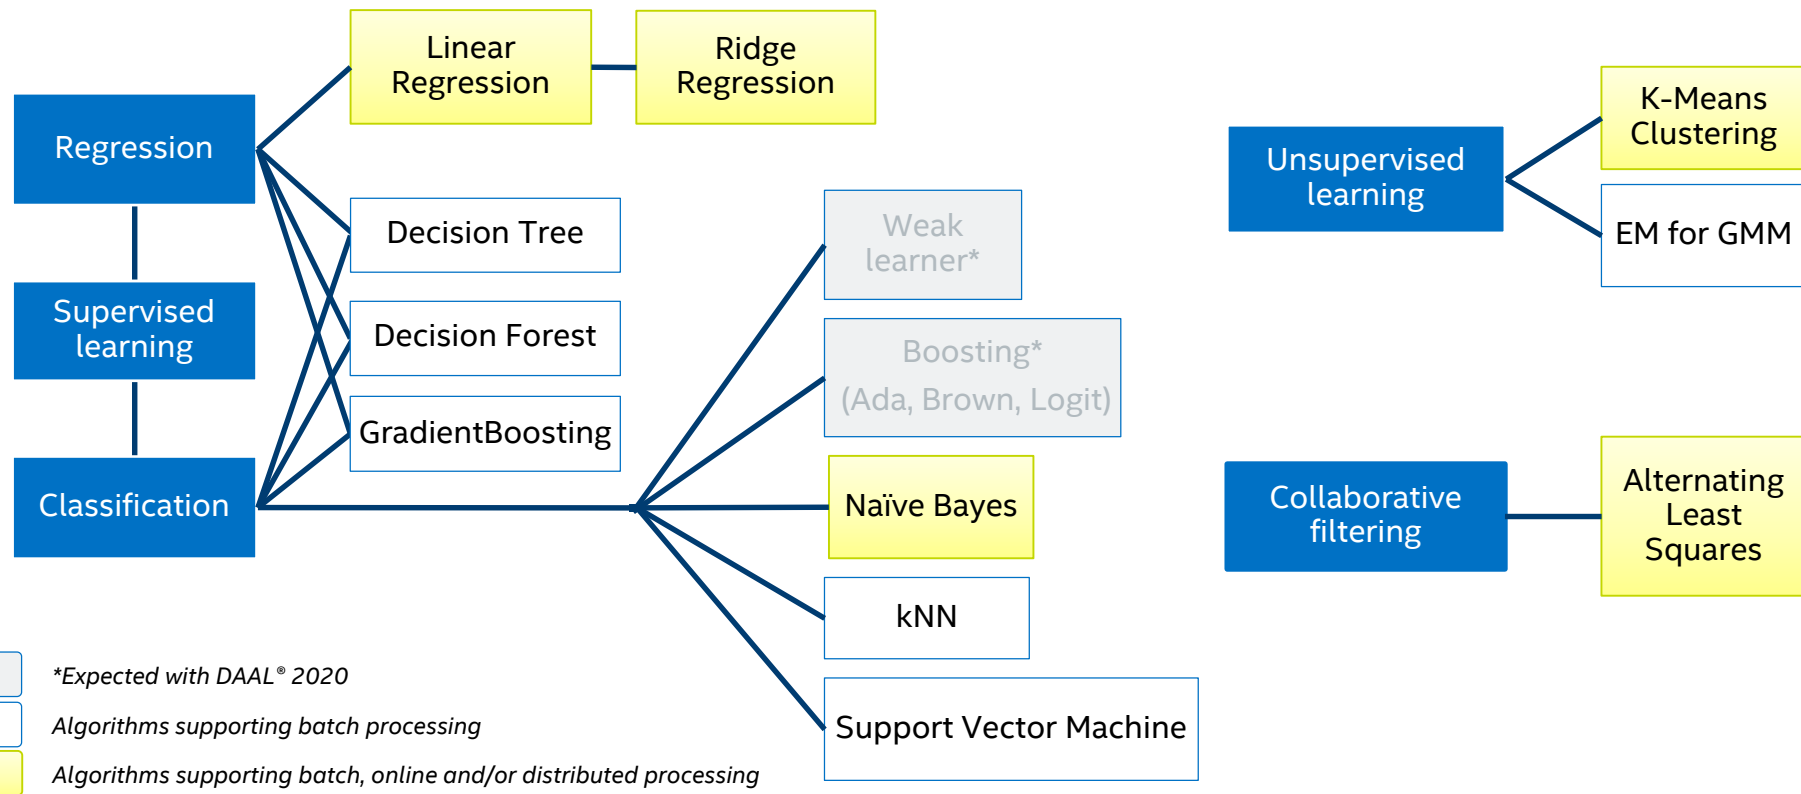 Linear
Regression
Ridge
Regression
Regression
Decision Tree
Supervised
learning
Decision Forest
GradientBoosting
Classification
Weak
learner*
Boosting*
(Ada, Brown, Logit)
Naïve Bayes
kNN
Support Vector Machine
Unsupervised
learning
K-Means
Clustering
EM for GMM
Collaborative
filtering
Alternating
Least
Squares
*Expected with DAAL® 2020
Algorithms supporting batch processing
Algorithms supporting batch, online and/or distributed processing